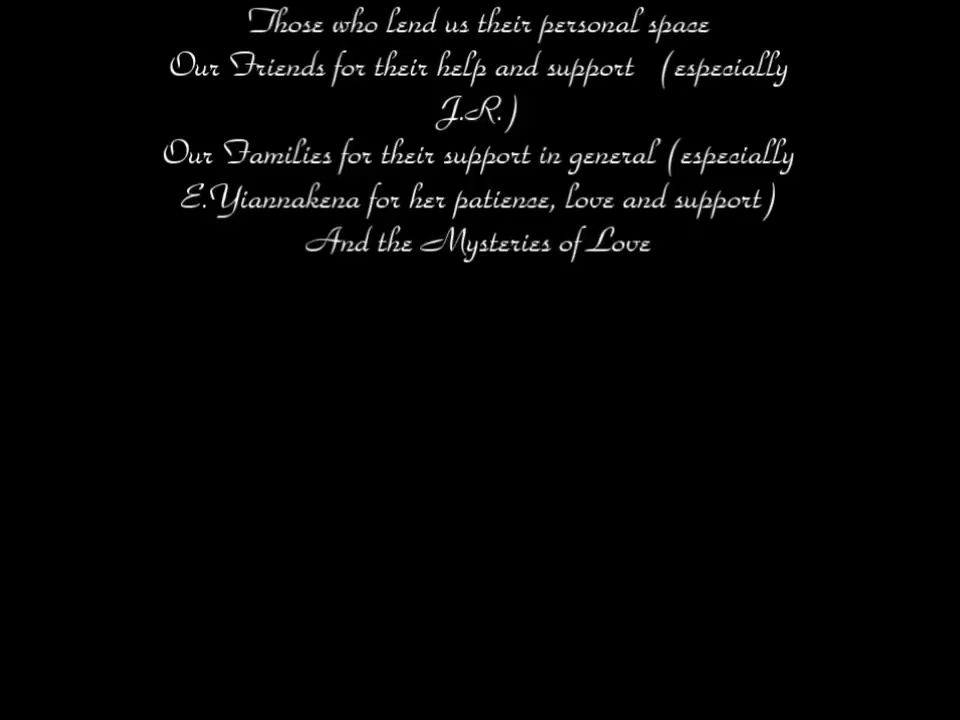 Those who lend us their personal space
Our Friends for their help and support (especially
J.R.)
Our Families for their support in general (especially
E.Yiannakena for her patience, love and support)
And the Mysteries of Love